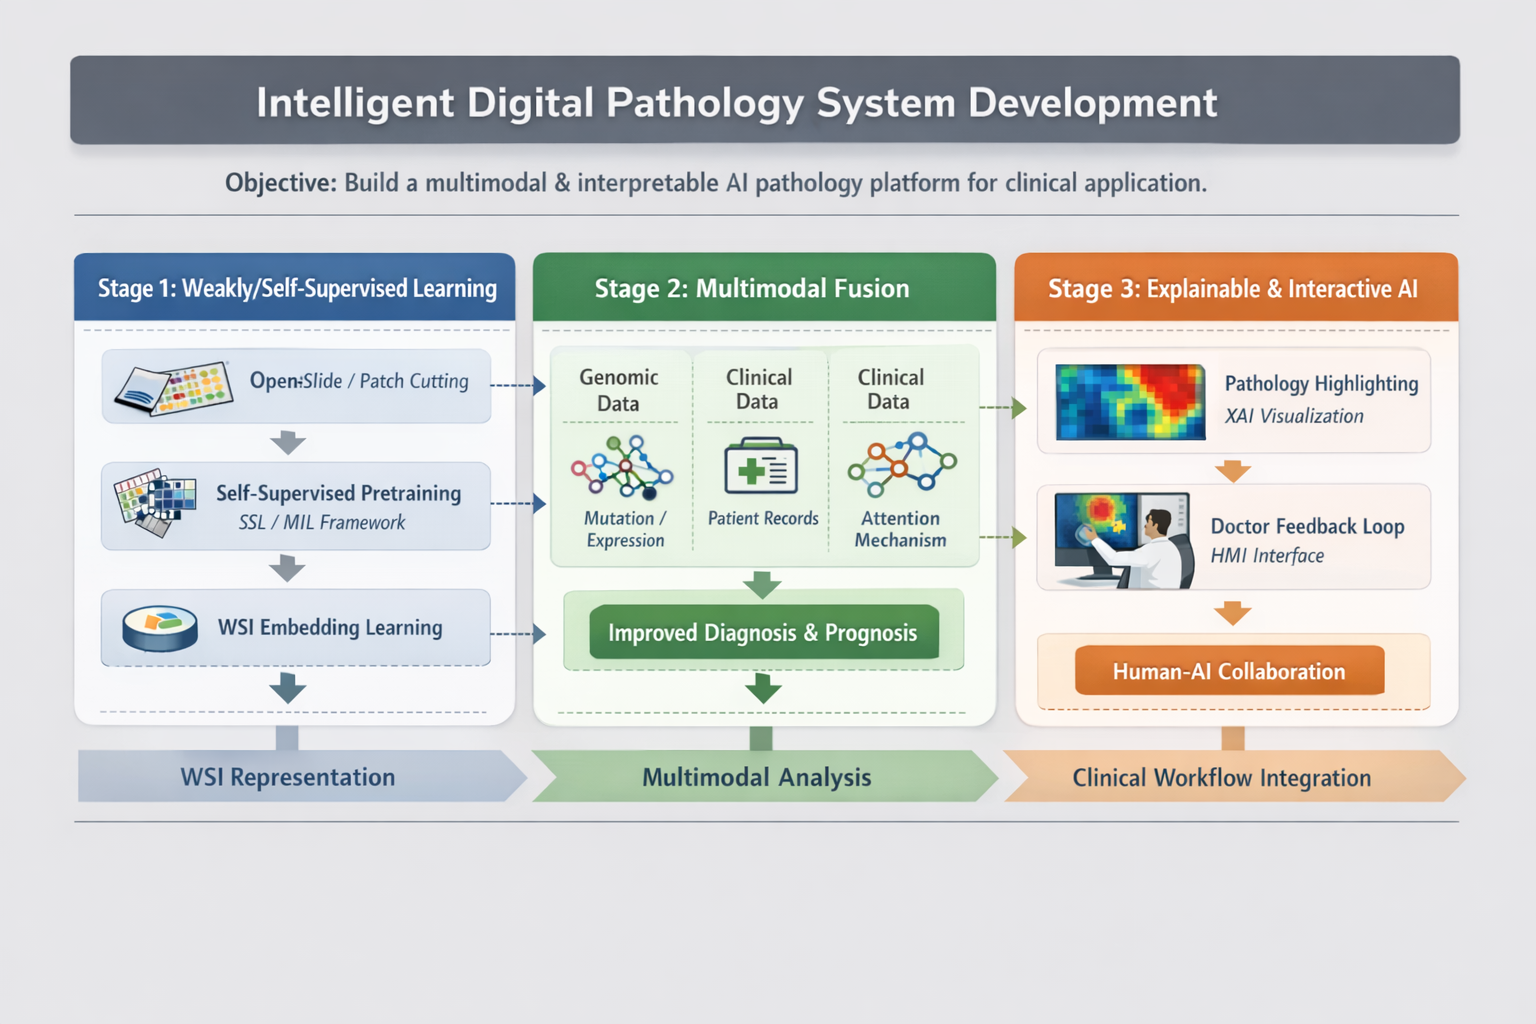 Intelligent Digital Pathology System Development
Objective: Build a multimodal & interpretable AI pathology platform for clinical application.
Stage 1: Weakly/Self-Supervised Learning
Open-Slide / Patch Cutting
Self-Supervised Pretraining
SSL / MIL Framework
WSI Embedding Learning
WSI Representation
Stage 2: Multimodal Fusion
Genomic
Data
Mutation /
Expression
Clinical
Data
Patient Records
Clinical
Data
Attention
Mechanism
Improved Diagnosis & Prognosis
Multimodal Analysis
Stage 3: Explainable & Interactive AI
Pathology Highlighting
XAI Visualization
Doctor Feedback Loop
HMI Interface
Human-AI Collaboration
Clinical Workflow Integration